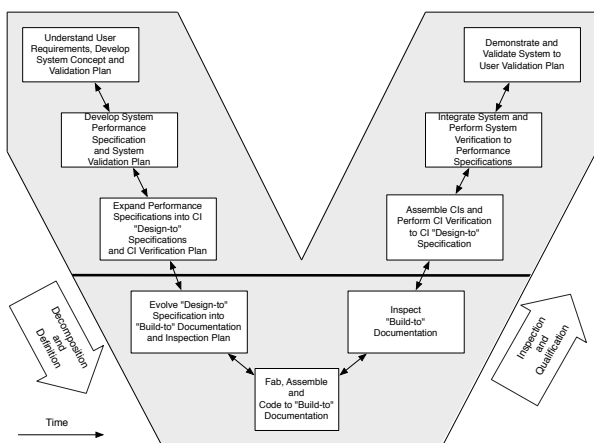 Understand User
Requirements, Develop
System Concept and
Validation Plan
Demonstrate and
Validate System to
User Validation Plan
Develop System
Performance
Specification
and System
Validation Plan
Integrate System and
Perform System
Verification to
Performance
Specifications
Expand Performance
Specifications into CI
"Design-to"
Specifications
and CI Verification Plan
Assemble CIs and
Perform CI Verification
to CI "Design-to"
Specification
Evolve "Design-to"
Specification into
"Build-to" Documentation
and Inspection Plan
Inspect
"Build-to"
Documentation
Fab, Assemble
and
Code to "Build-to"
Documentation
Decomposition
and
Definition
Inspection
and
Qualification
Time